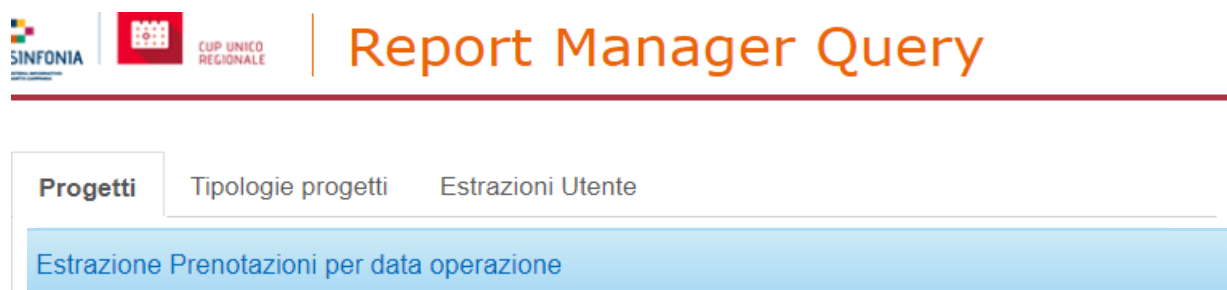 SINFONIA
CUP UNICO
REGIONALE
Report Manager Query
Progetti Tipologie progetti Estrazioni Utente
Estrazione Prenotazioni per data operazione